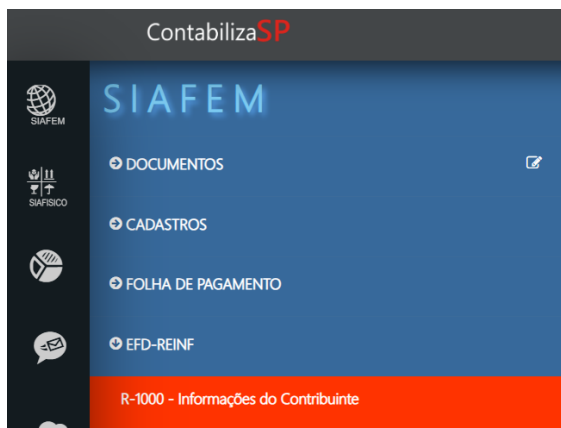 ContabilizaSP
SIAFEM
SIAFEM
DOCUMENTOS
SIAFISICO
CADASTROS
FOLHA DE PAGAMENTO
EFD-REINF
R-1000 - Informações do Contribuinte